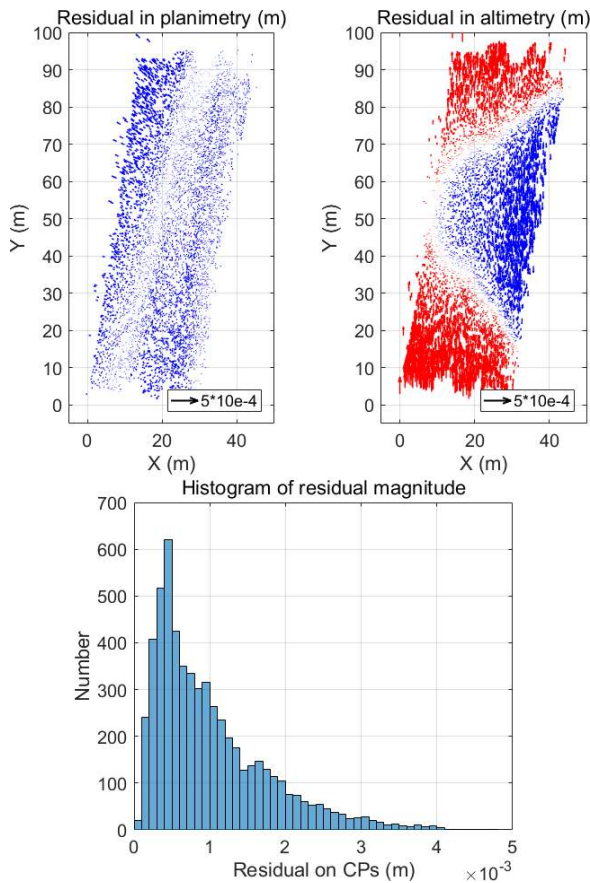 Residual in planimetry (m)
100
90
80
70
60
50
40
30
20
10
0
Y (m)
0 20 40
X (m)
5*10e-4
Residual in altimetry (m)
100
90
80
70
60
50
40
30
20
10
0
Y (m)
0 20 40
X (m)
5*10e-4
Histogram of residual magnitude
700
600
500
400
300
200
100
0
Number
0 1 2 3 4 5
Residual on CPs (m)
×10⁻³